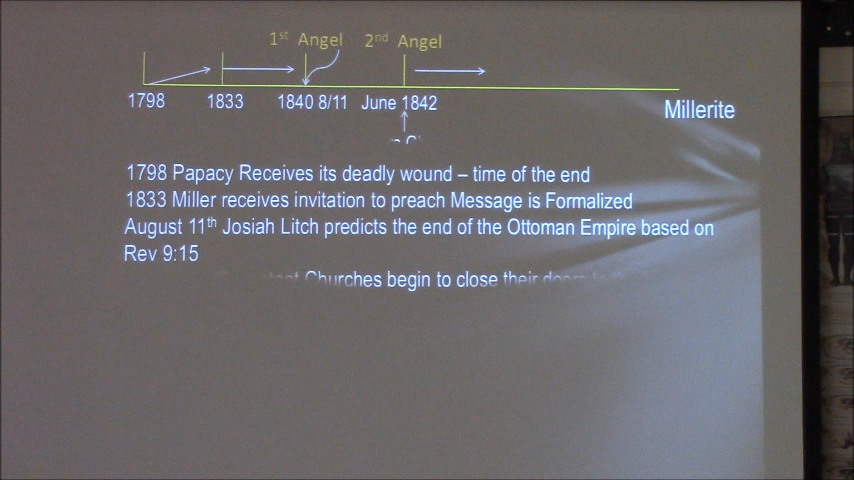 1st Angel 2nd Angel
1798 1833 1840 8/11 June 1842
Millerite
1798 Papacy Receives its deadly wound – time of the end
1833 Miller receives invitation to preach Message is Formalized
August 11th Josiah Litch predicts the end of the Ottoman Empire based on
Rev 9:15
Churches begin to close their doors